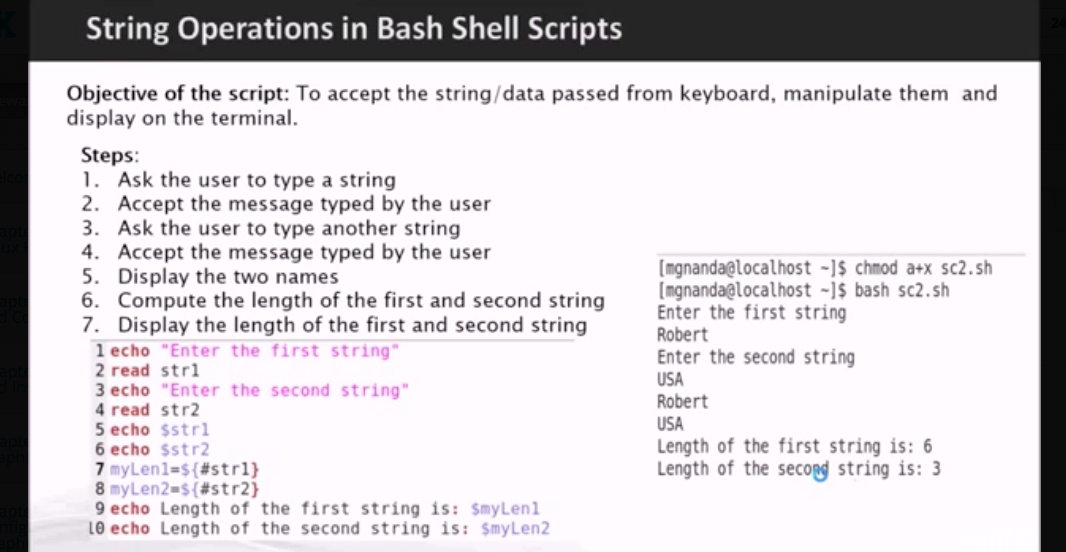 String Operations in Bash Shell Scripts
Objective of the script: To accept the string/data passed from keyboard, manipulate them and
display on the terminal.
Steps:
1. Ask the user to type a string
2. Accept the message typed by the user
3. Ask the user to type another string
4. Accept the message typed by the user
5. Display the two names
6. Compute the length of the first and second string
7. Display the length of the first and second string
1 echo "Enter the first string"
2 read str1
3 echo "Enter the second string"
4 read str2
5 echo $str1
6 echo $str2
7 myLen1=${#str1}
8 myLen2=${#str2}
9 echo Length of the first string is: $myLen1
10 echo Length of the second string is: $myLen2
[mgnanda@localhost ~]$ chmod a+x sc2.sh
[mgnanda@localhost ~]$ bash sc2.sh
Enter the first string
Robert
Enter the second string
USA
Robert
USA
Length of the first string is: 6
Length of the second string is: 3